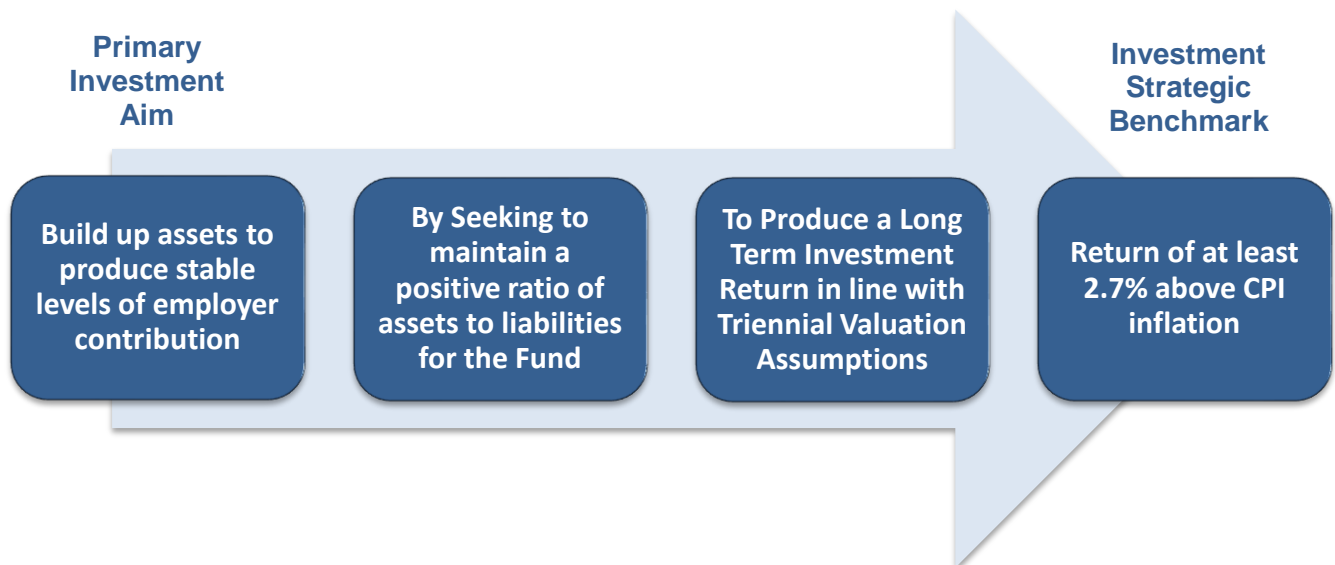 Primary
Investment
Aim
Investment
Strategic
Benchmark
Build up assets to
produce stable
levels of employer
contribution
By Seeking to
maintain a
positive ratio of
assets to liabilities
for the Fund
To Produce a Long
Term Investment
Return in line with
Triennial Valuation
Assumptions
Return of at least
2.7% above CPI
inflation